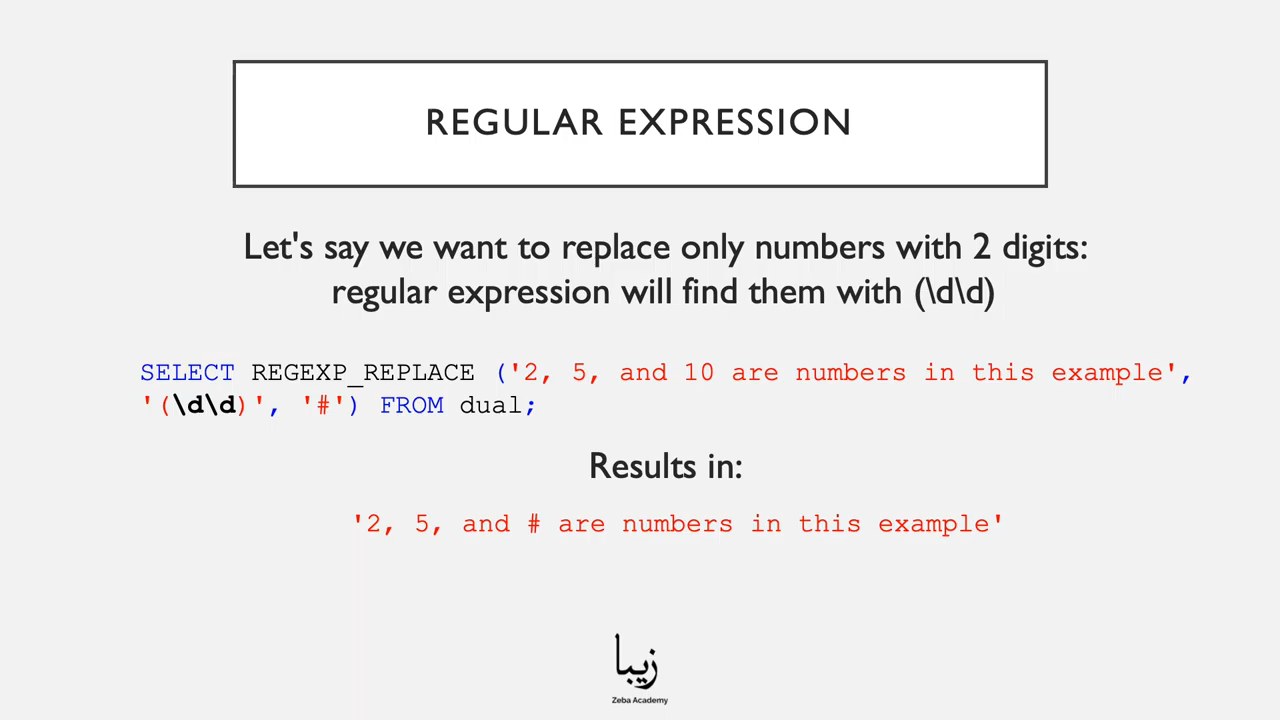 REGULAR EXPRESSION
Let's say we want to replace only numbers with 2 digits:
regular expression will find them with (\d\d)
SELECT REGEXP_REPLACE ('2, 5, and 10 are numbers in this example',
'(\d\d)', '#') FROM dual;
Results in:
'2, 5, and # are numbers in this example'
زيبا
Zeba Academy